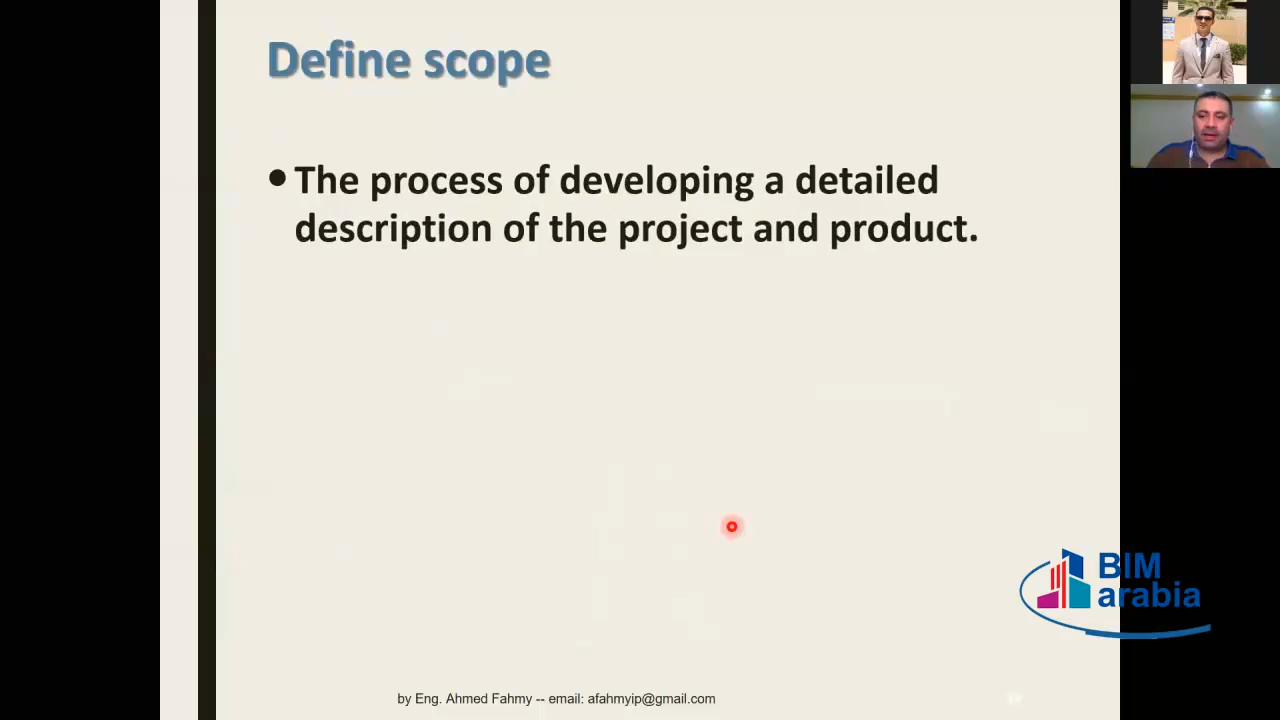 Define scope
• The process of developing a detailed
description of the project and product.
BIM
arabia
by Eng. Ahmed Fahmy -- email: afahmyip@gmail.com